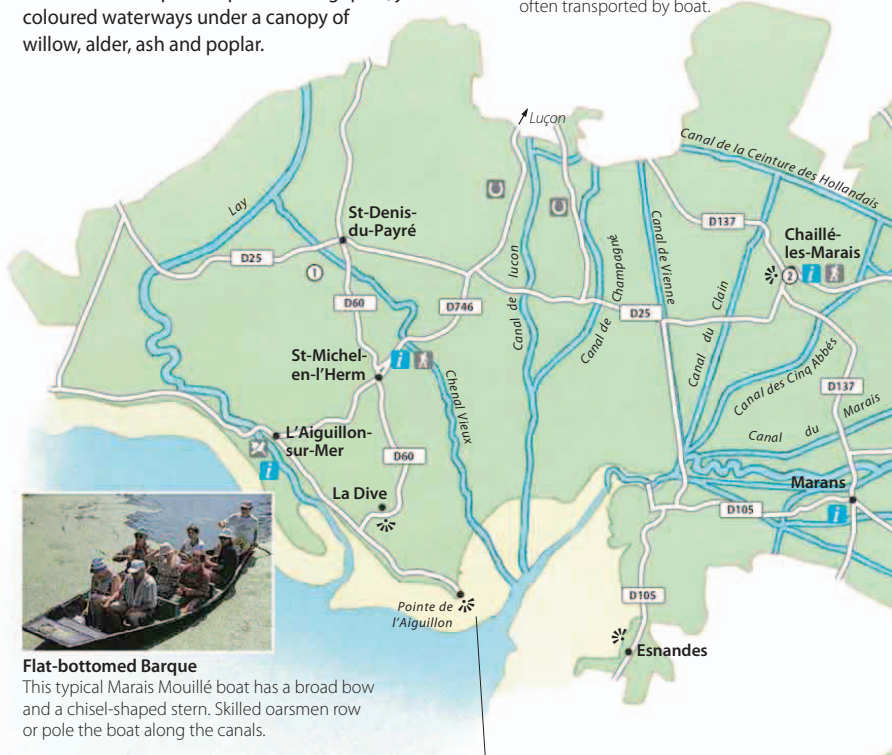 coloured waterways under a canopy of
willow, alder, ash and poplar.
often transported by boat.
Luçon
Canal de la Ceinture des Hollandais
Lay
St-Denis-
du-Payré
D25
1
D60
D746
Canal de luçon
Canal de Champagné
Canal de Vienne
D137
Chaillé-
les-Marais
2
D25
Canal du Clain
St-Michel-
en-l'Herm
Chenal Vieux
Canal des Cinq Abbés
D137
Canal du Marais
L'Aiguillon-
sur-Mer
D60
La Dive
Marans
D105
Pointe de
l'Aiguillon
D105
Esnandes
Flat-bottomed Barque
This typical Marais Mouillé boat has a broad bow
and a chisel-shaped stern. Skilled oarsmen row
or pole the boat along the canals.